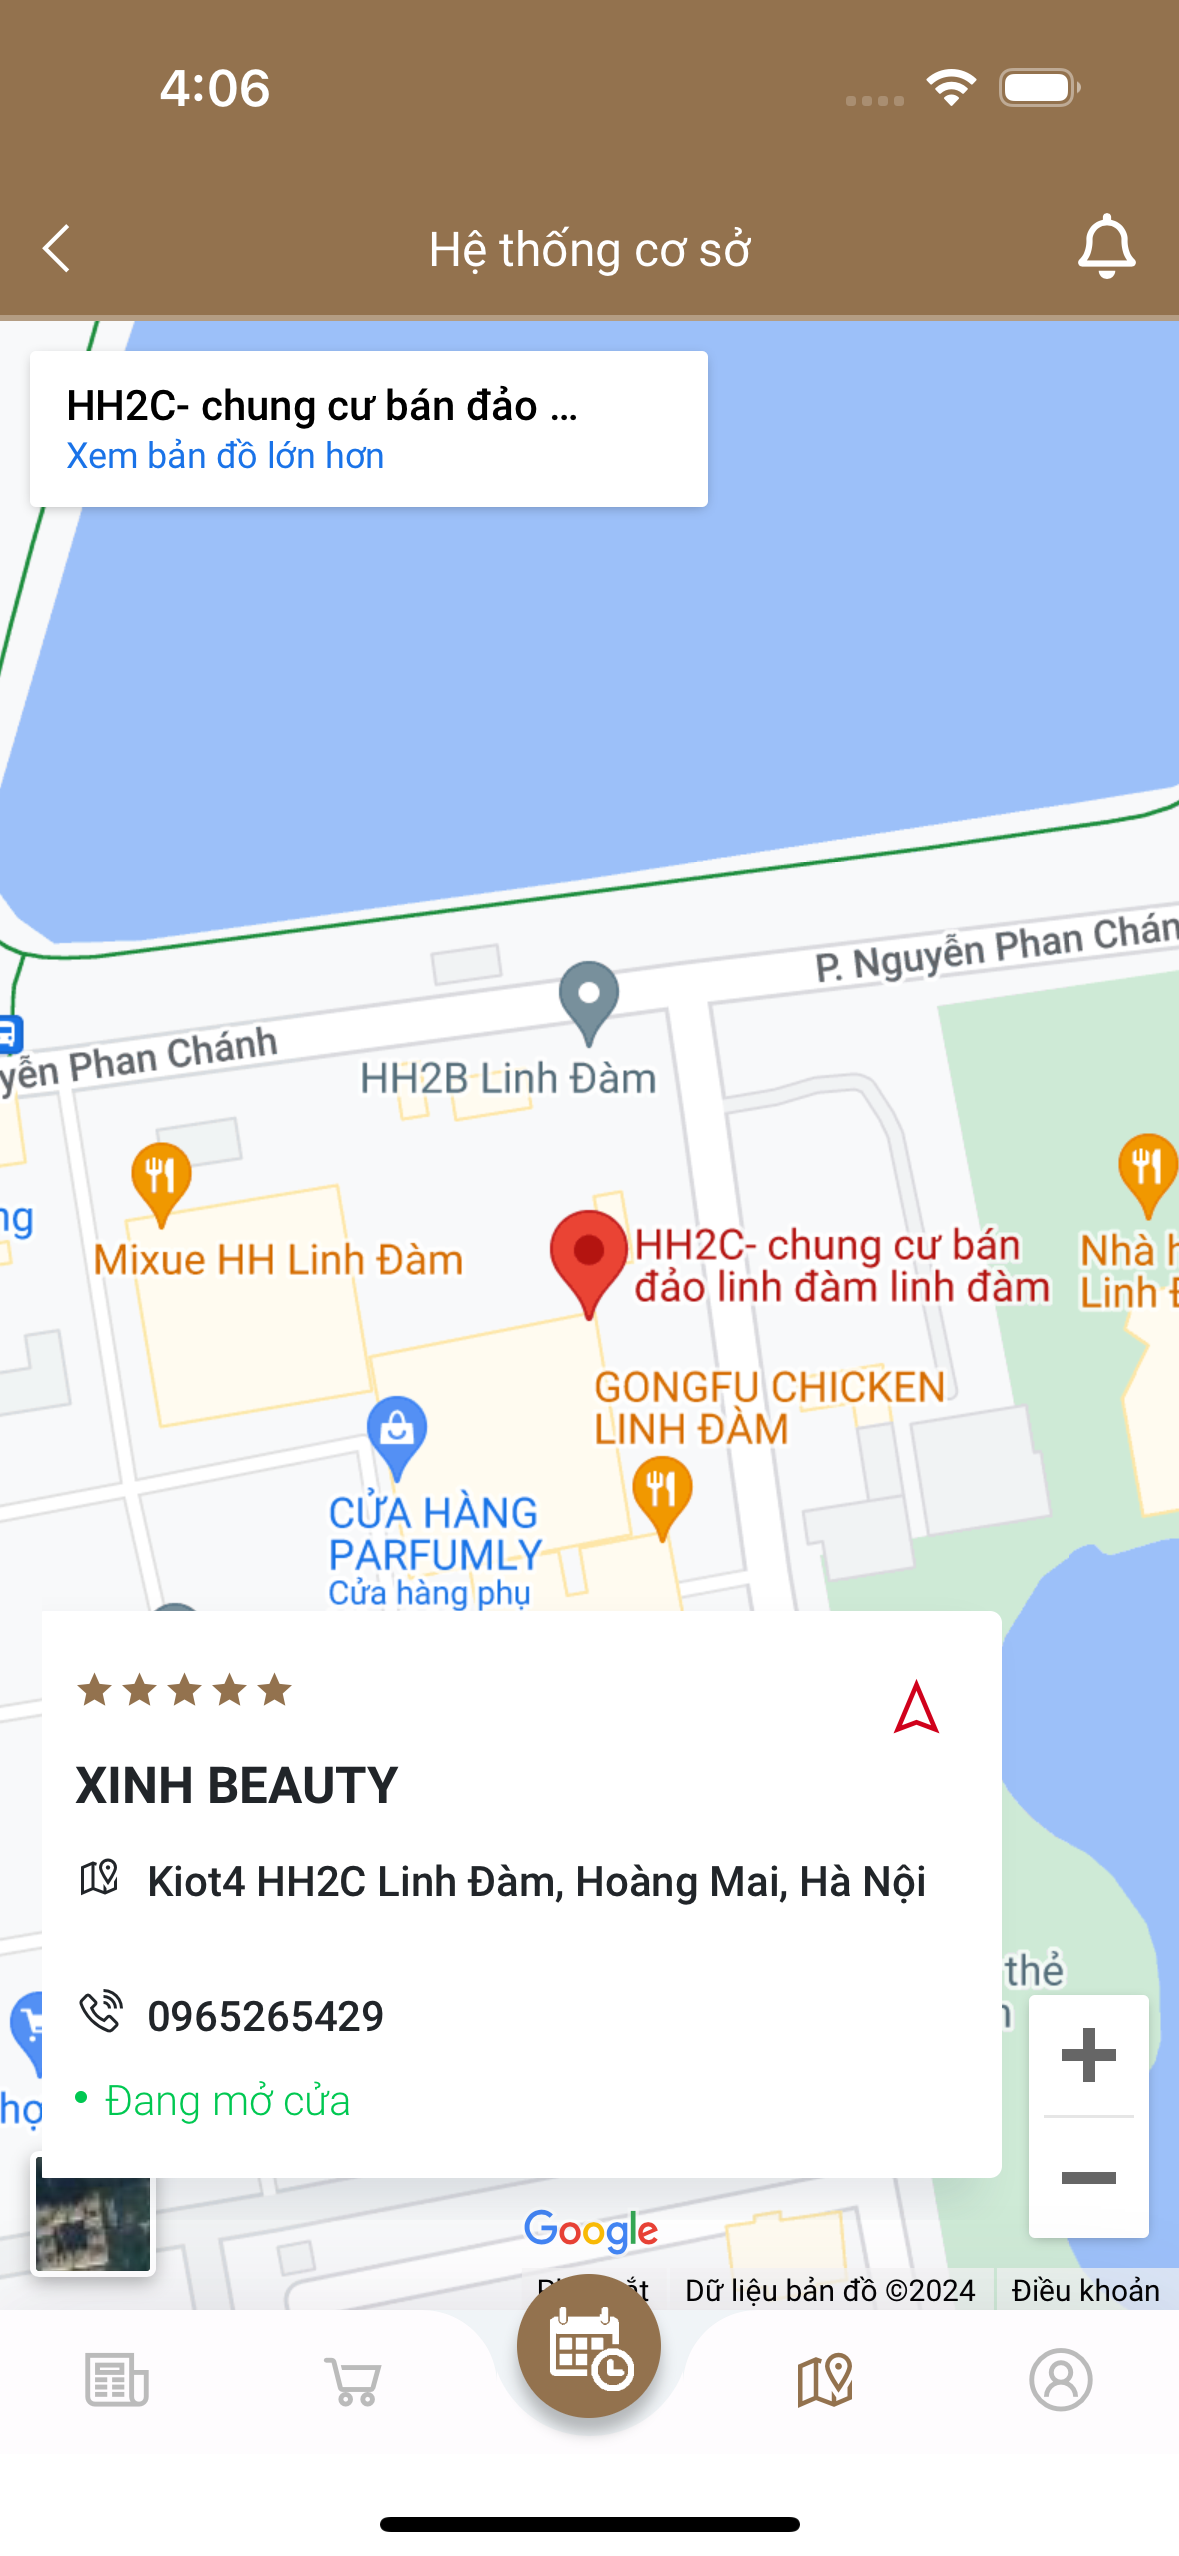 4:06
Hệ thống cơ sở
HH2C- chung cư bán đảo ...
Xem bản đồ lớn hơn
P. Nguyễn Phan Chán
yễn Phan Chánh
HH2B Linh Đàm
Mixue HH Linh Đàm
ng
HH2C- chung cư bán
đảo linh đàm linh đàm
Nhà h
Linh Đ
GONGFU CHICKEN
LINH ĐÀM
CỬA HÀNG
PARFUMLY
Cửa hàng phụ
XINH BEAUTY
Kiot4 HH2C Linh Đàm, Hoàng Mai, Hà Nội
thẻ
0965265429
Đang mở cửa
họ
Google
Dữ liệu bản đồ ©2024
Điều khoản